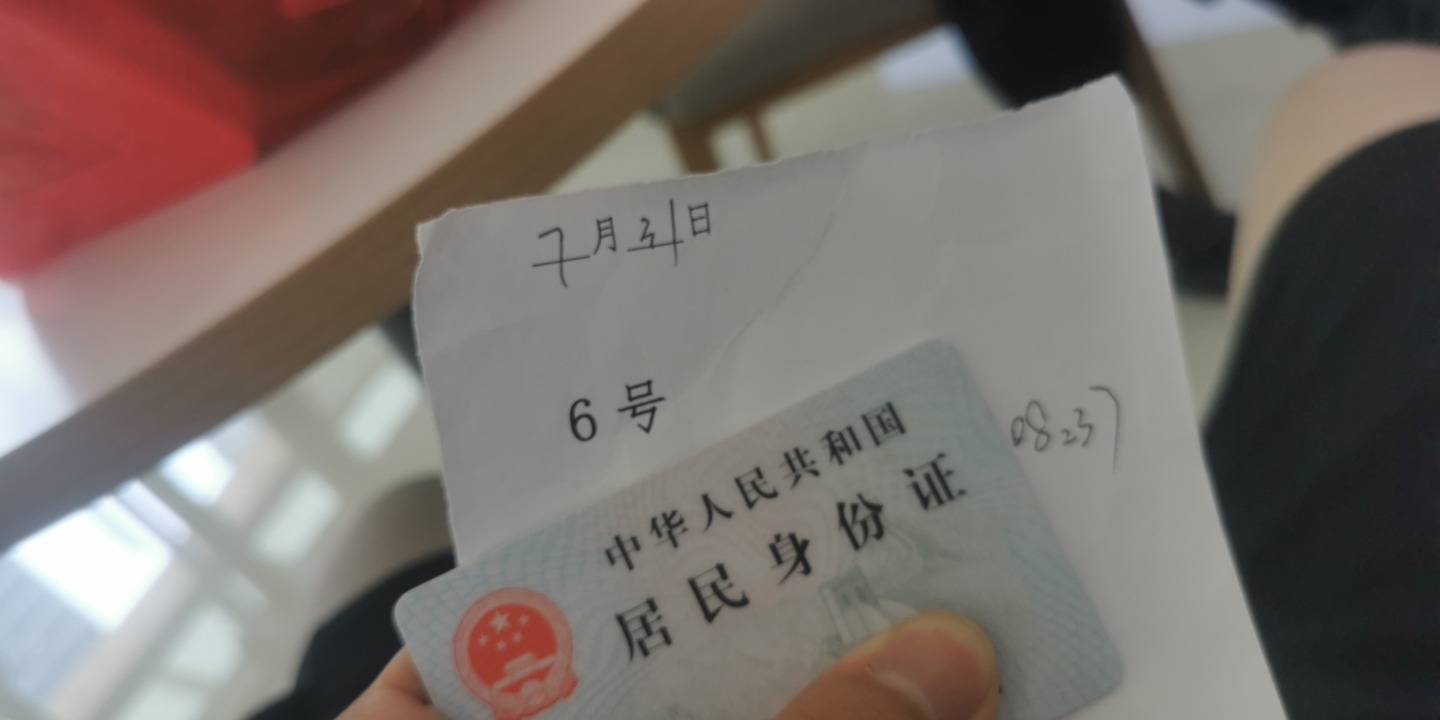 7月31日
6号
0823)
中华人民共和国
居民身份证